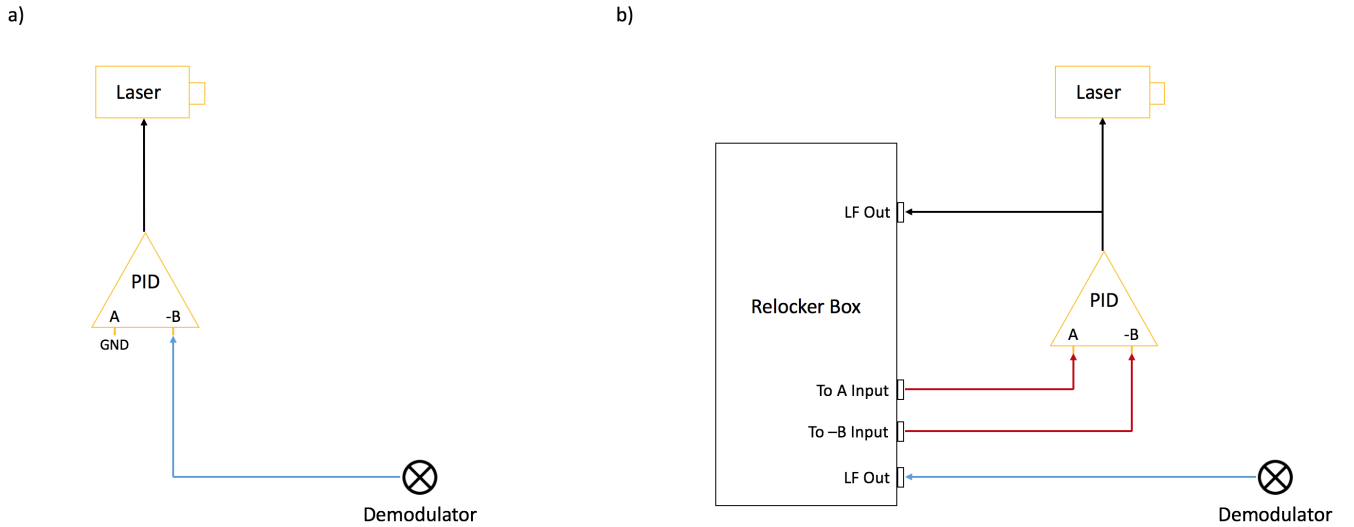 a)
Laser
PID
A
-B
GND
Demodulator
b)
Laser
LF Out
Relocker Box
PID
A
-B
To A Input
To –B Input
LF Out
Demodulator